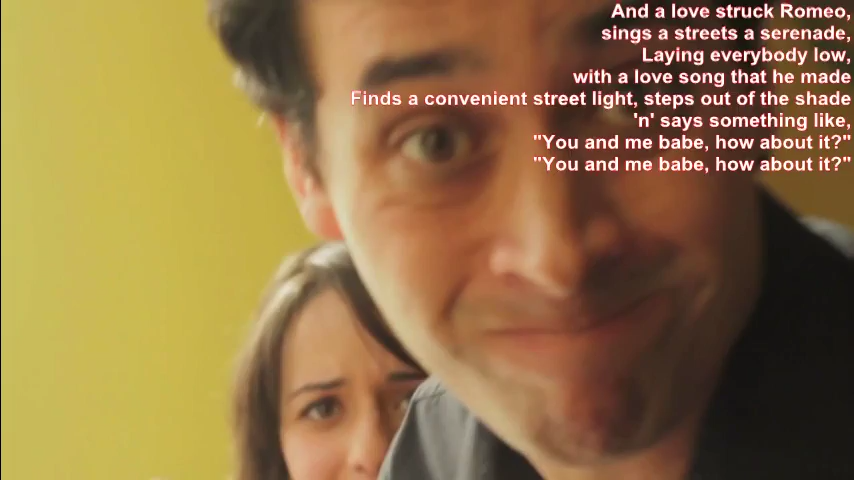 And a love struck Romeo,
sings a streets a serenade,
Laying everybody low,
with a love song that he made
Finds a convenient street light, steps out of the shade
'n' says something like,
"You and me babe, how about it?"
"You and me babe, how about it?"